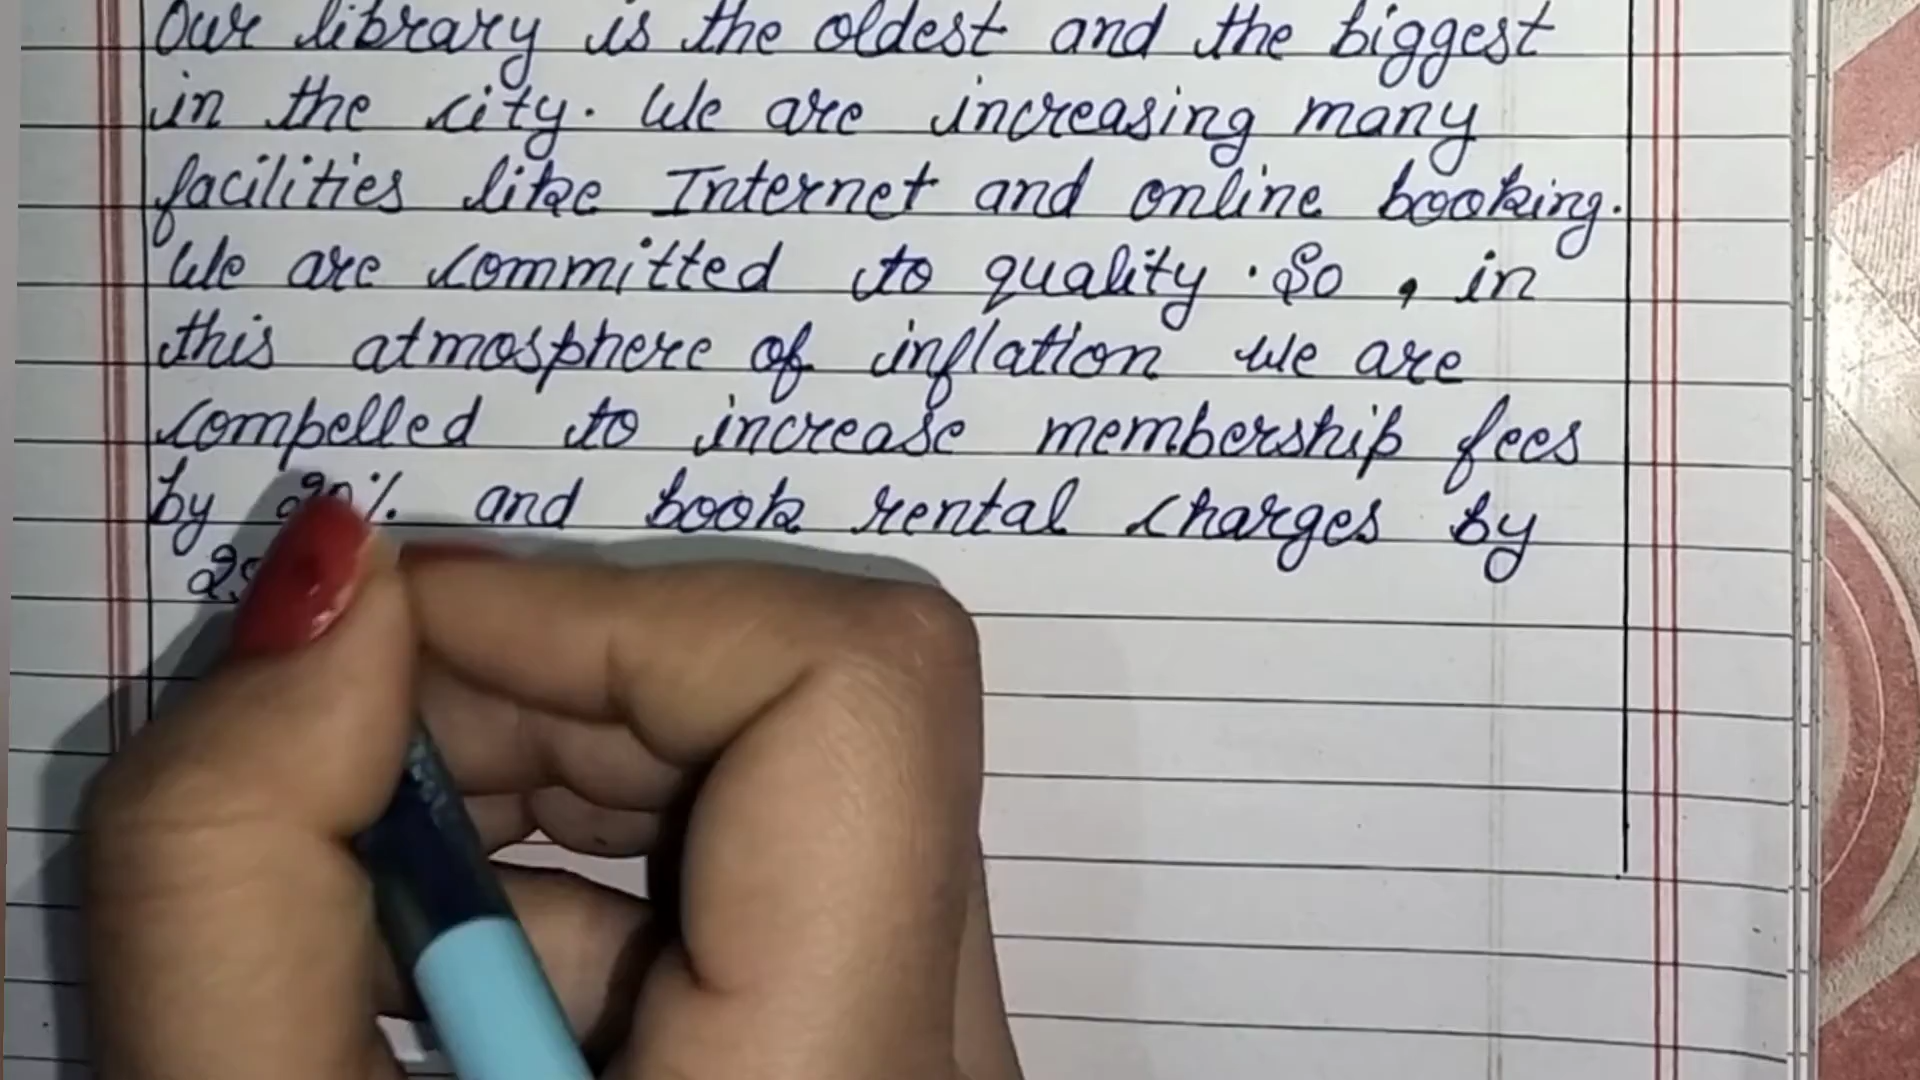 Our library is the oldest and the biggest
in the city. We are increasing many
facilities like Internet and online booking.
We are committed to quality. So, in
this atmosphere of inflation we are
compelled to increase membership fees
by 20% and book rental charges by